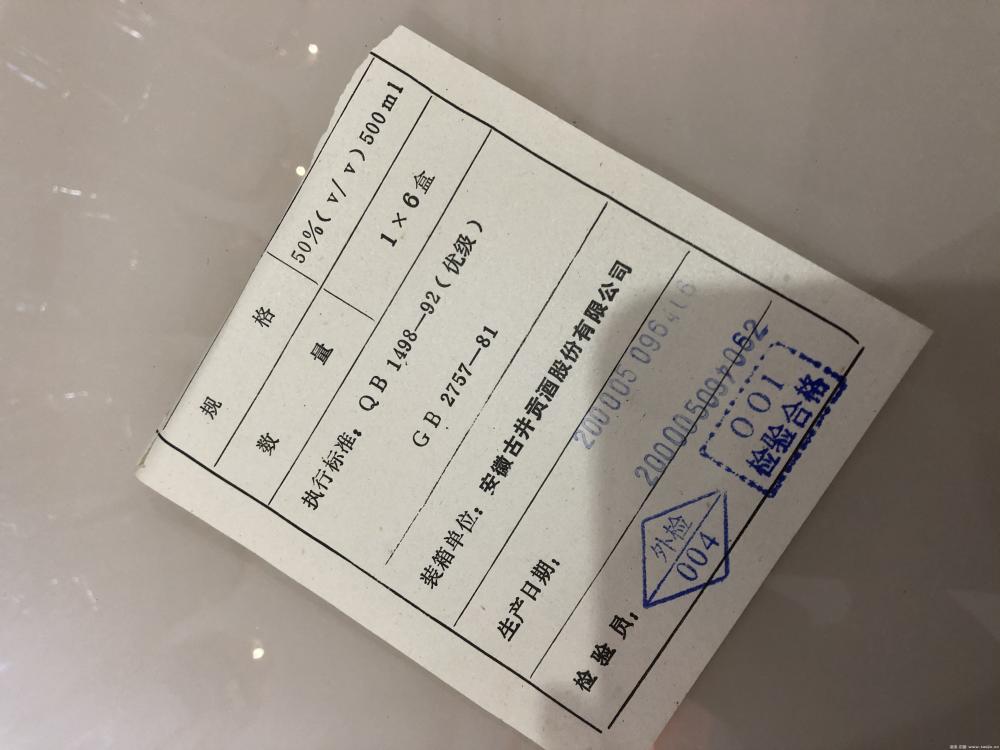 规格 50%(v/v)500ml
数量 1×6盒
执行标准: QB 1498—92(优级)
GB 2757—81
装箱单位: 安徽古井贡酒股份有限公司
生产日期:
检验员:
外检
004
001
检验合格